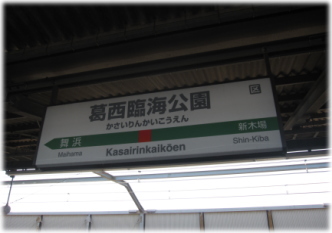 葛西臨海公園
かさいりんかいこうえん
舞浜
Maihama
Kasairinkaikōen
新木場
Shin-Kiba